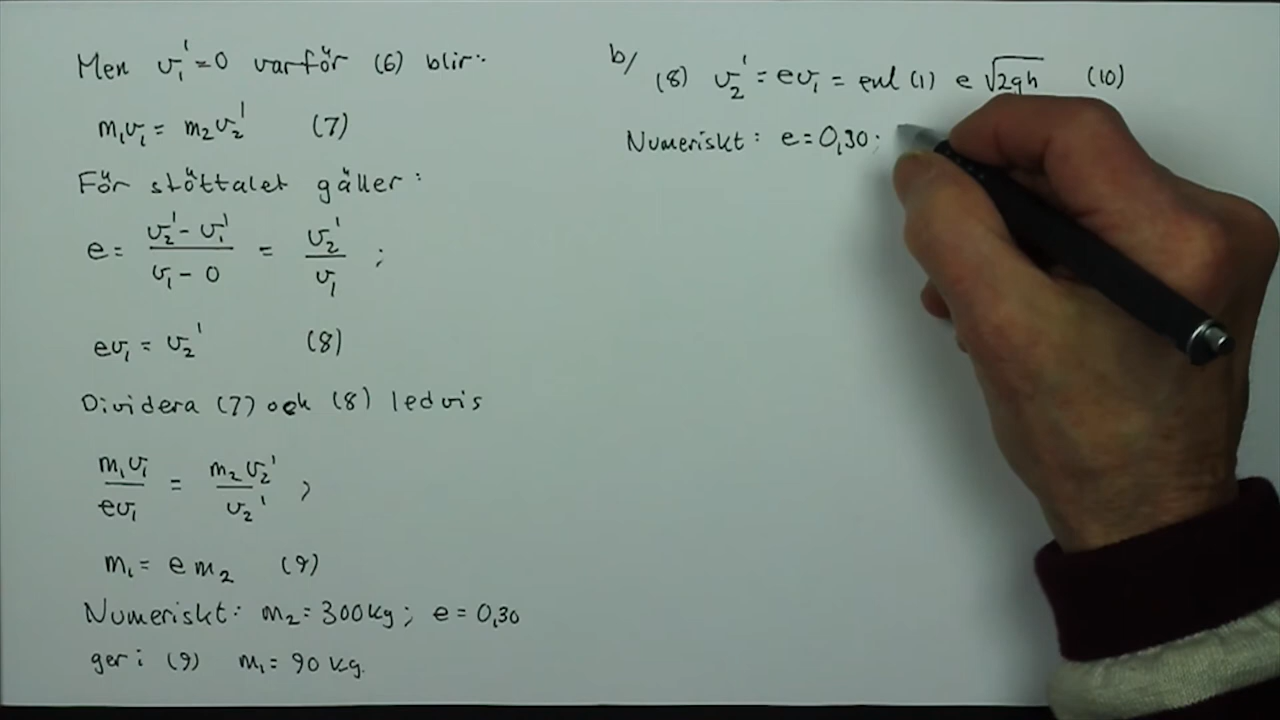 Men v₁' = 0 varför (6) blir:
m₁v₁ = m₂v₂' (7)
För stöttalet gäller:
e = (v₂' - v₁')/(v₁ - 0) = v₂'/v₁ ;
ev₁ = v₂' (8)
Dividera (7) och (8) ledvis
m₁v₁/ev₁ = m₂v₂'/v₂' ;
m₁ = e m₂ (9)
Numeriskt: m₂ = 300 kg; e = 0,30
ger i (9) m₁ = 90 kg.
b/
(8) v₂' = ev₁ = enl (1) e √2gh (10)
Numeriskt: e = 0,30;